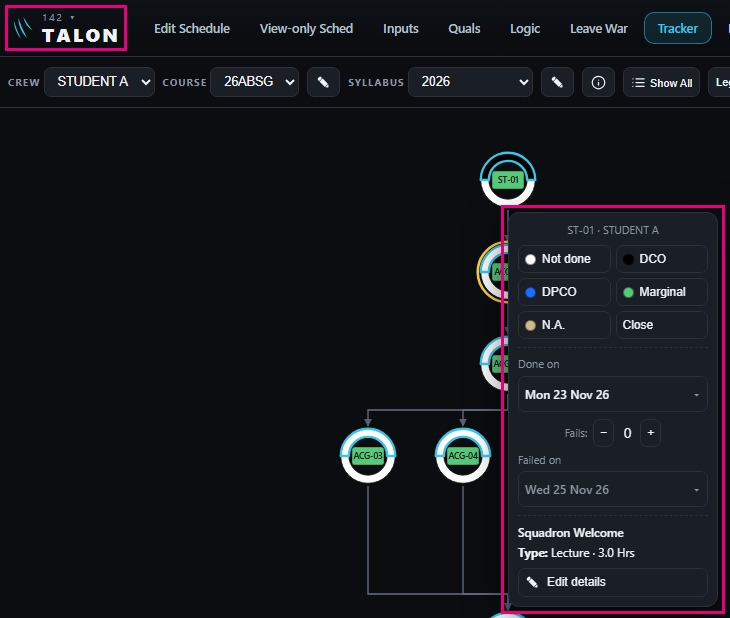 142
TALON
Edit Schedule
View-only Sched
Inputs
Quals
Logic
Leave War
Tracker
CREW STUDENT A
COURSE 26ABSG
SYLLABUS 2026
Show All
ST-01
ST-01 · STUDENT A
Not done
DCO
DPCO
Marginal
N.A.
Close
Done on
Mon 23 Nov 26
Fails: − 0 +
Failed on
Wed 25 Nov 26
ACG-03
ACG-04
Squadron Welcome
Type: Lecture · 3.0 Hrs
Edit details